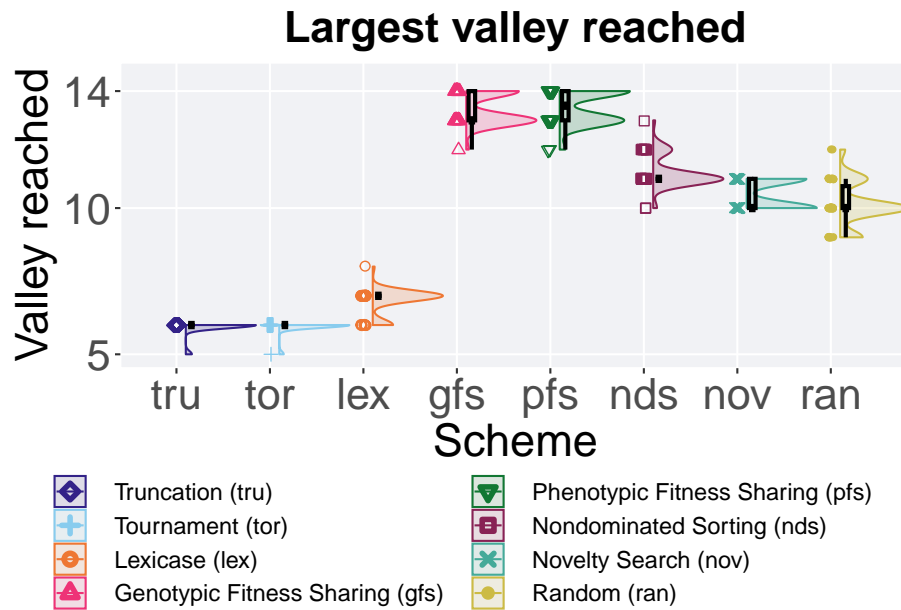 Largest valley reached
Valley reached
14
10
5
tru tor lex gfs pfs nds nov ran
Scheme
Truncation (tru)
Tournament (tor)
Lexicase (lex)
Genotypic Fitness Sharing (gfs)
Phenotypic Fitness Sharing (pfs)
Nondominated Sorting (nds)
Novelty Search (nov)
Random (ran)